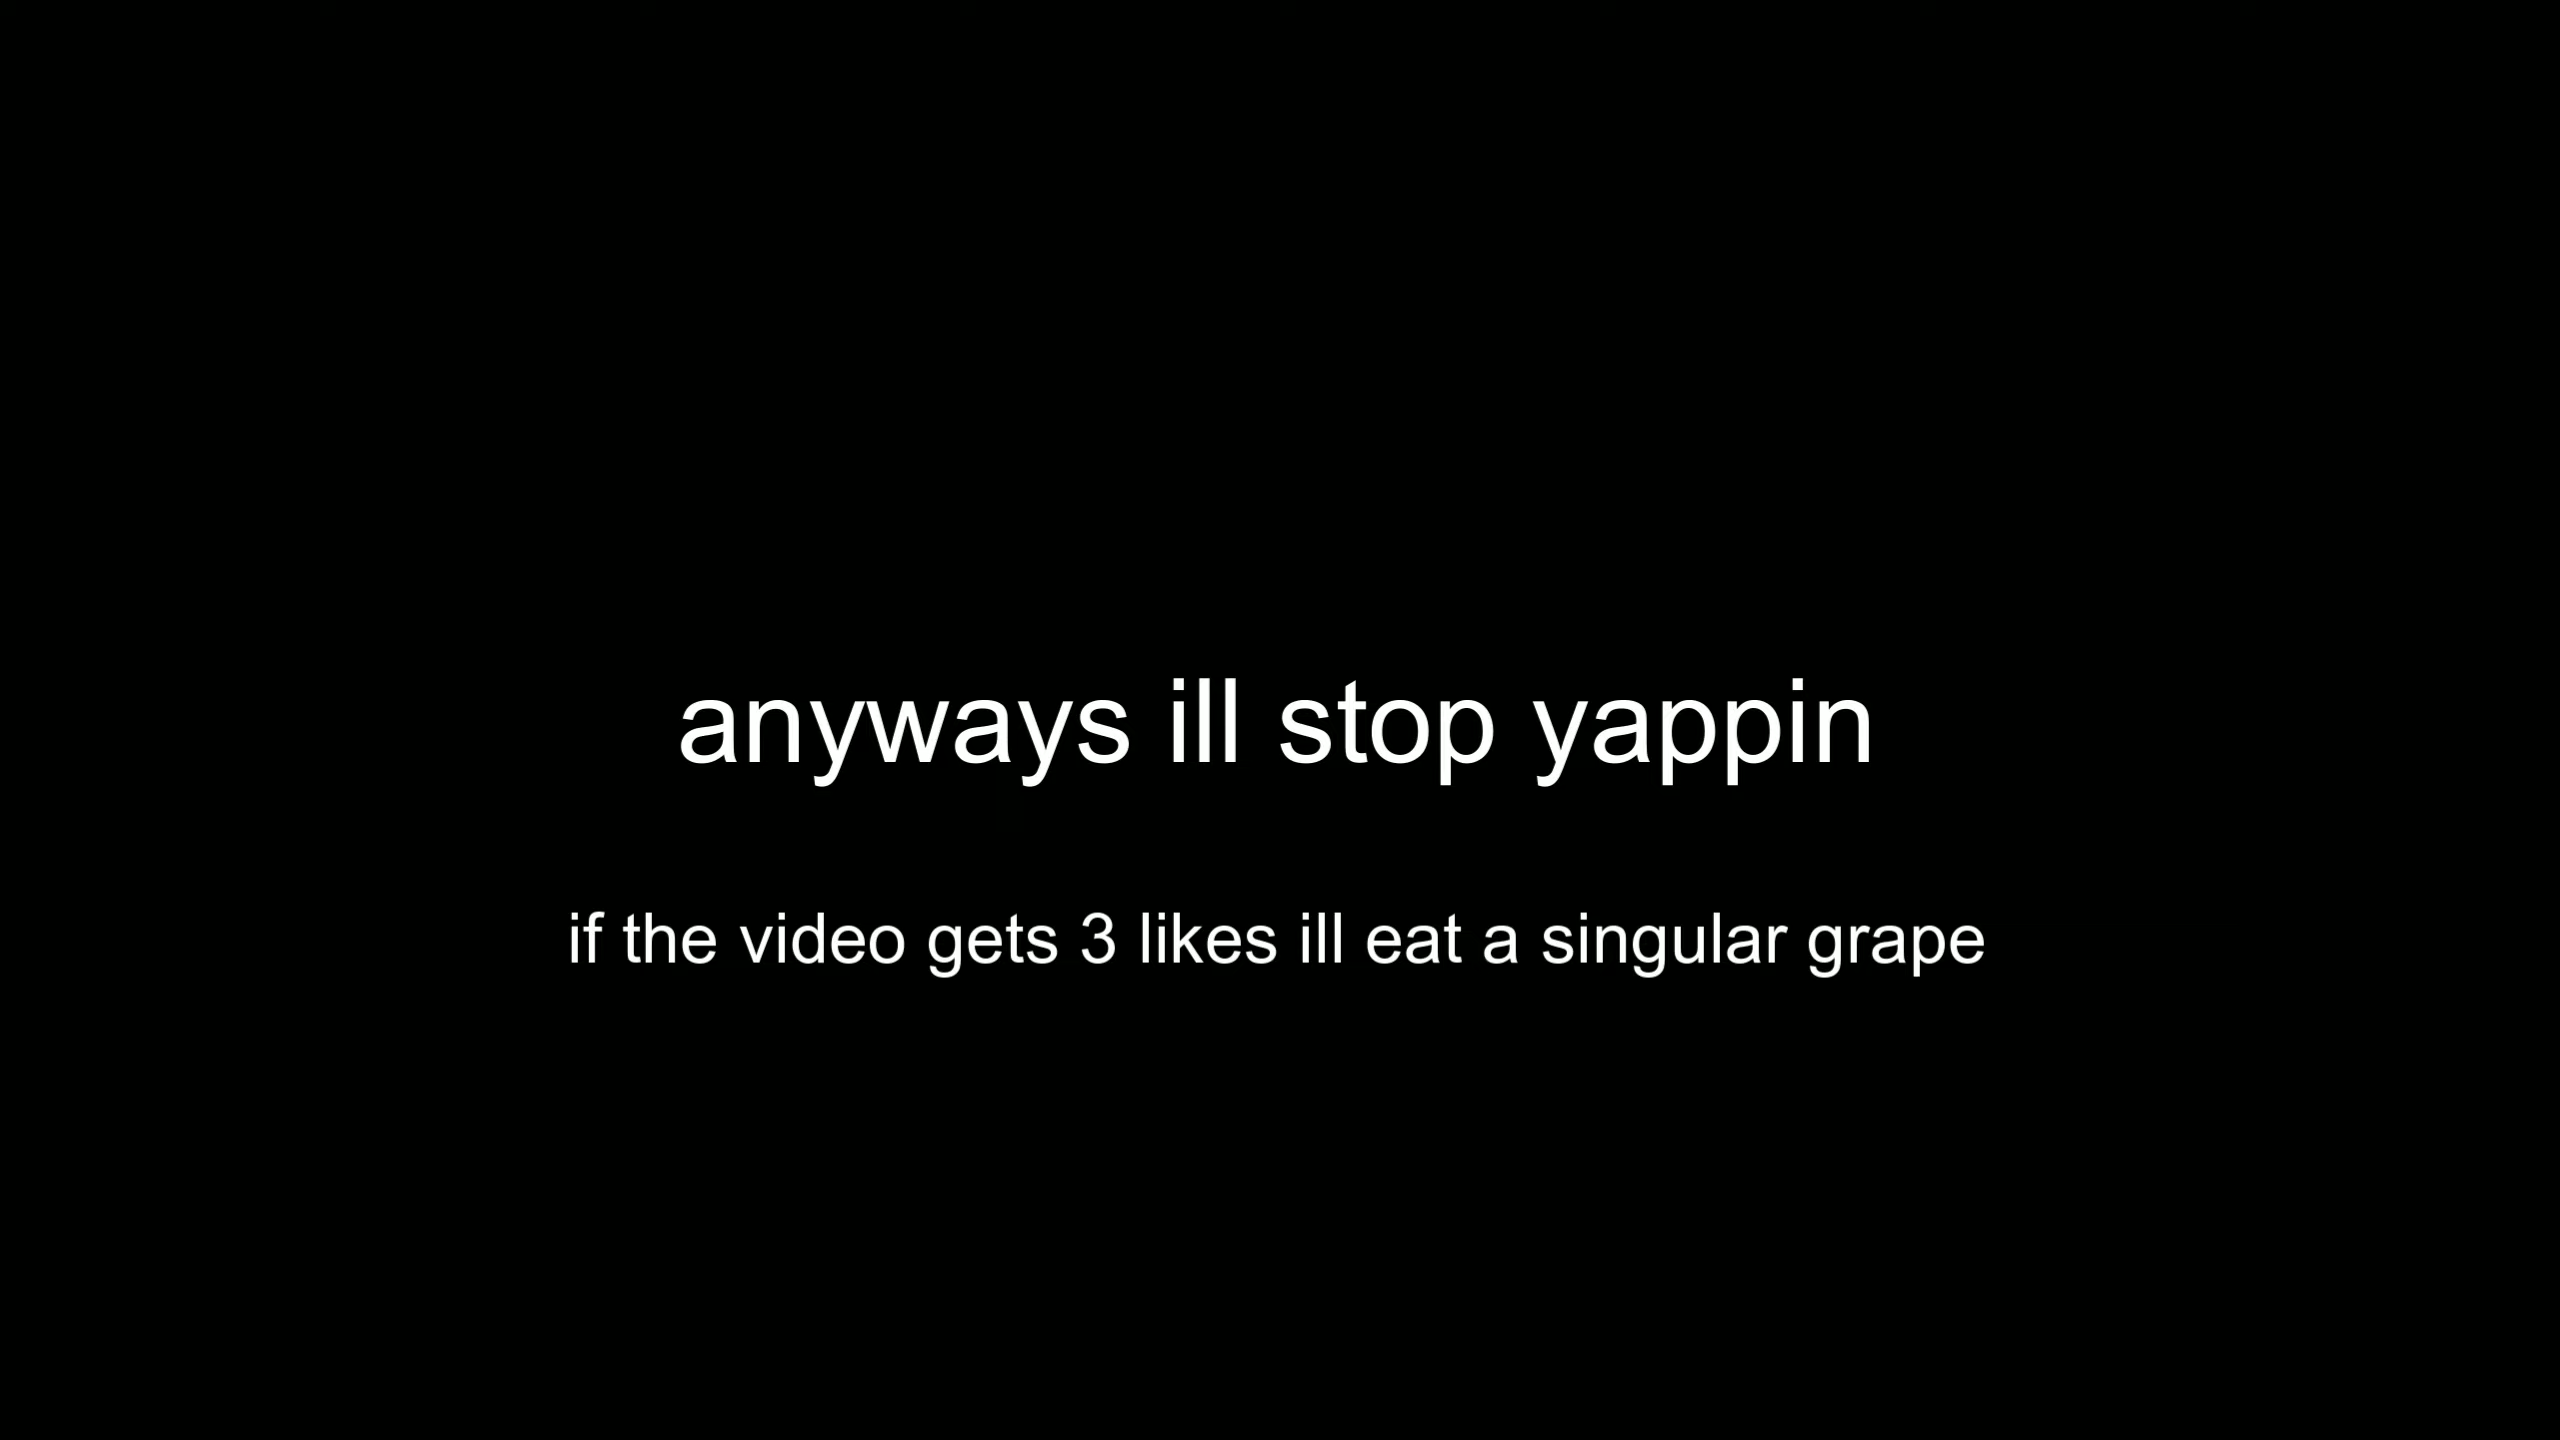 anyways ill stop yappin
if the video gets 3 likes ill eat a singular grape